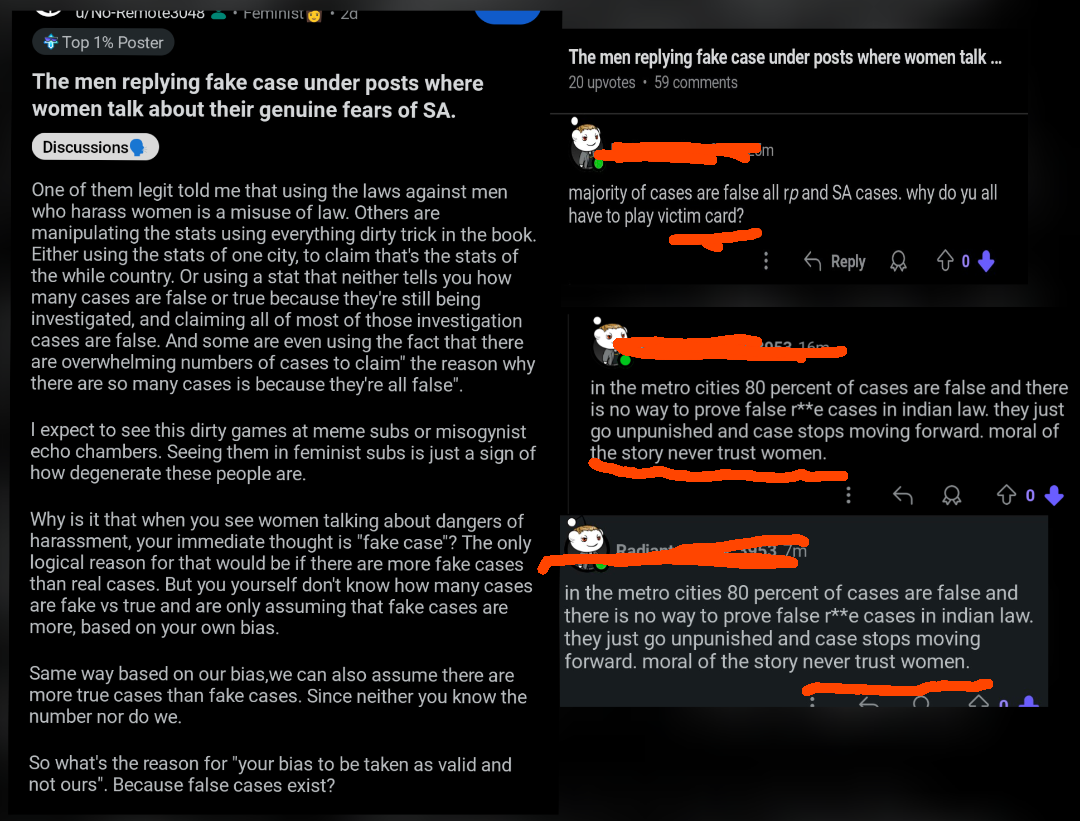 u/No-Remote3048 • Feminist👩 • 2d
Top 1% Poster
The men replying fake case under posts where
women talk about their genuine fears of SA.
Discussions🗣️
One of them legit told me that using the laws against men
who harass women is a misuse of law. Others are
manipulating the stats using everything dirty trick in the book.
Either using the stats of one city, to claim that's the stats of
the while country. Or using a stat that neither tells you how
many cases are false or true because they're still being
investigated, and claiming all of most of those investigation
cases are false. And some are even using the fact that there
are overwhelming numbers of cases to claim" the reason why
there are so many cases is because they're all false".
I expect to see this dirty games at meme subs or misogynist
echo chambers. Seeing them in feminist subs is just a sign of
how degenerate these people are.
Why is it that when you see women talking about dangers of
harassment, your immediate thought is "fake case"? The only
logical reason for that would be if there are more fake cases
than real cases. But you yourself don't know how many cases
are fake vs true and are only assuming that fake cases are
more, based on your own bias.
Same way based on our bias,we can also assume there are
more true cases than fake cases. Since neither you know the
number nor do we.
So what's the reason for "your bias to be taken as valid and
not ours". Because false cases exist?
The men replying fake case under posts where women talk ...
20 upvotes • 59 comments
majority of cases are false all rp and SA cases. why do yu all
have to play victim card?
Reply 0
16m
in the metro cities 80 percent of cases are false and there
is no way to prove false r**e cases in indian law. they just
go unpunished and case stops moving forward. moral of
the story never trust women.
0
Radiant 5953 7m
in the metro cities 80 percent of cases are false and
there is no way to prove false r**e cases in indian law.
they just go unpunished and case stops moving
forward. moral of the story never trust women.
0